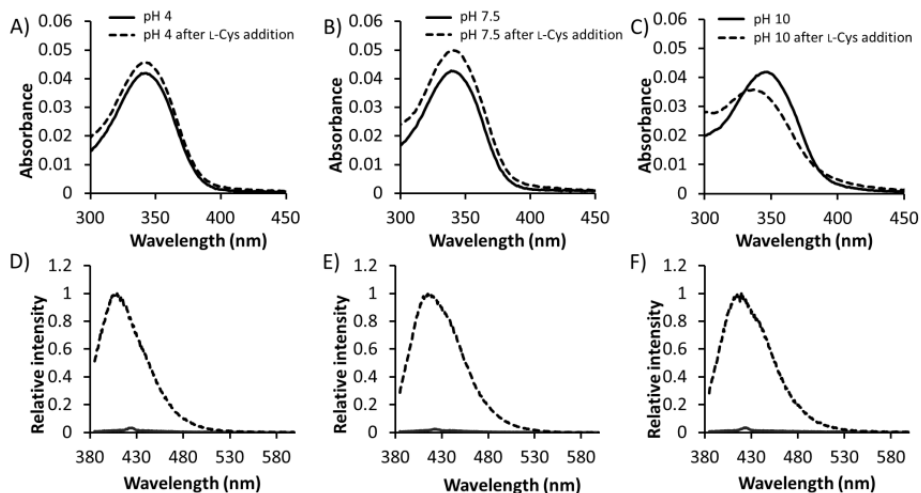 A)
pH 4
pH 4 after L-Cys addition
Absorbance
0.06
0.05
0.04
0.03
0.02
0.01
0
300
350
400
450
Wavelength (nm)
B)
pH 7.5
pH 7.5 after L-Cys addition
Absorbance
0.06
0.05
0.04
0.03
0.02
0.01
0
300
350
400
450
Wavelength (nm)
C)
pH 10
pH 10 after L-Cys addition
Absorbance
0.06
0.05
0.04
0.03
0.02
0.01
0
300
350
400
450
Wavelength (nm)
D)
Relative intensity
1.2
1
0.8
0.6
0.4
0.2
0
380
430
480
530
580
Wavelength (nm)
E)
Relative intensity
1.2
1
0.8
0.6
0.4
0.2
0
380
430
480
530
580
Wavelength (nm)
F)
Relative intensity
1.2
1
0.8
0.6
0.4
0.2
0
380
430
480
530
580
Wavelength (nm)